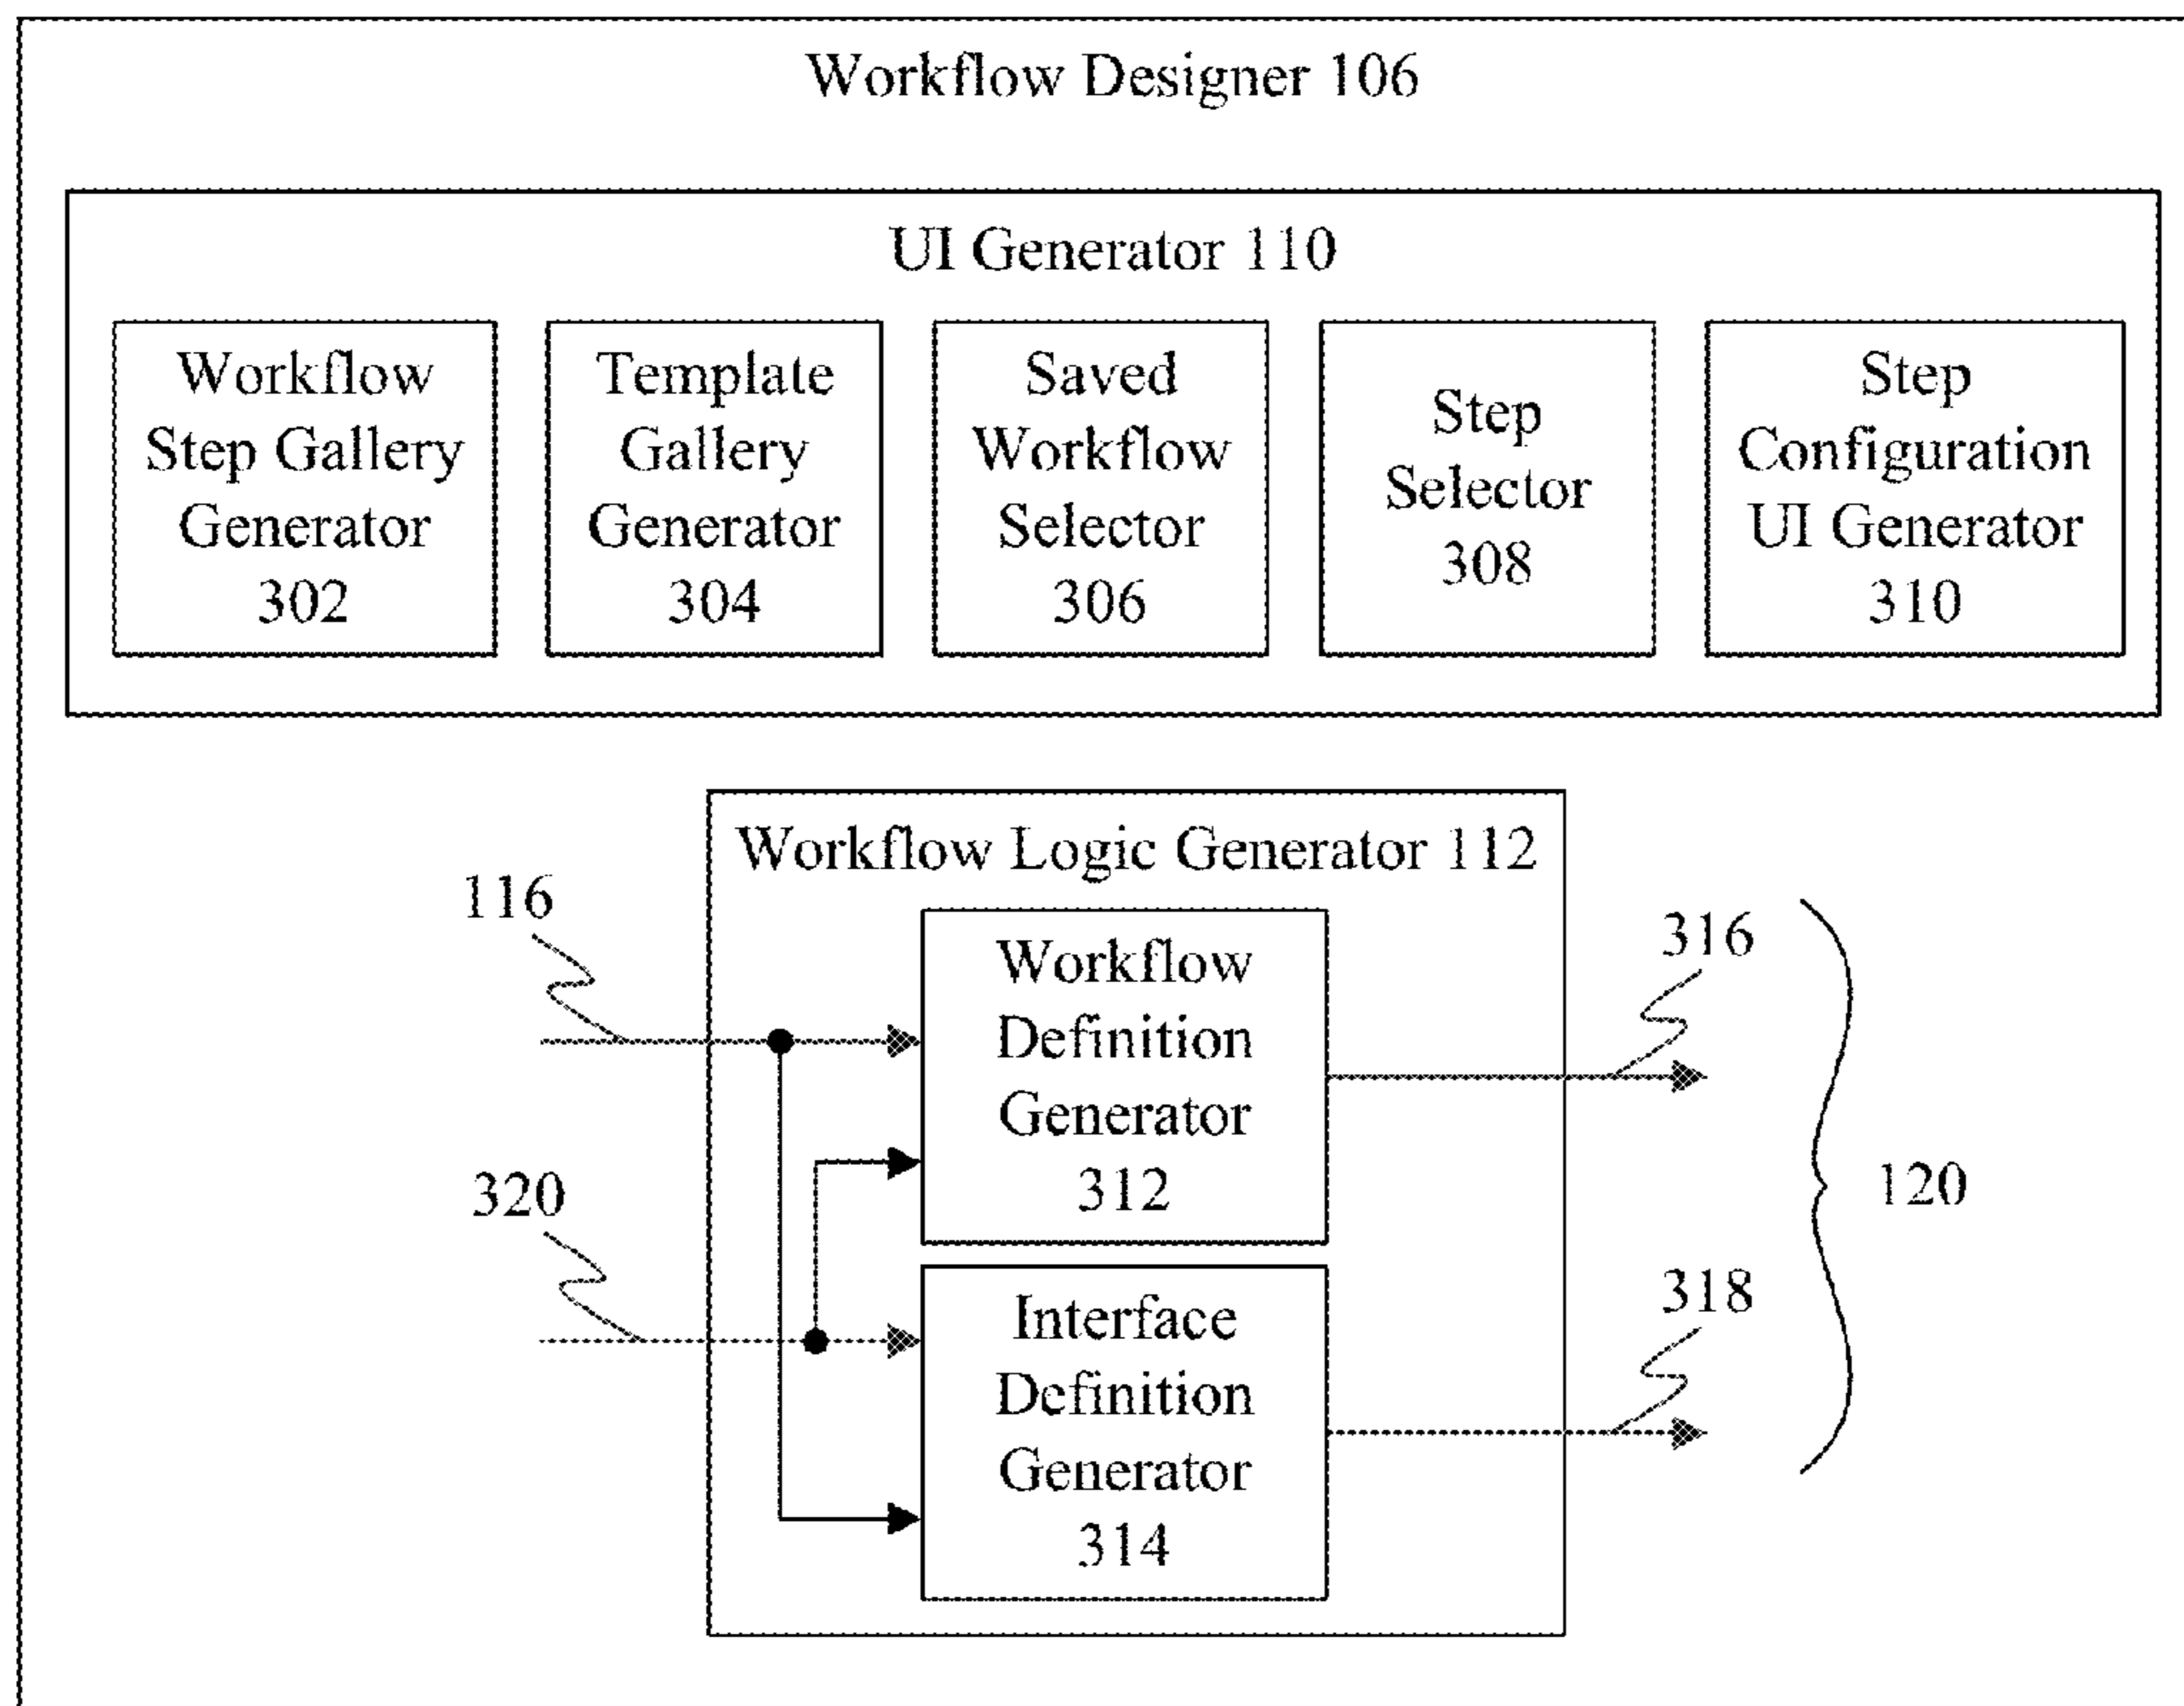 Workflow Designer 106
UI Generator 110
Workflow
Step Gallery
Generator
302
Template
Gallery
Generator
304
Saved
Workflow
Selector
306
Step
Selector
308
Step
Configuration
UI Generator
310
Workflow Logic Generator 112
116
320
Workflow
Definition
Generator
312
Interface
Definition
Generator
314
316
318
120